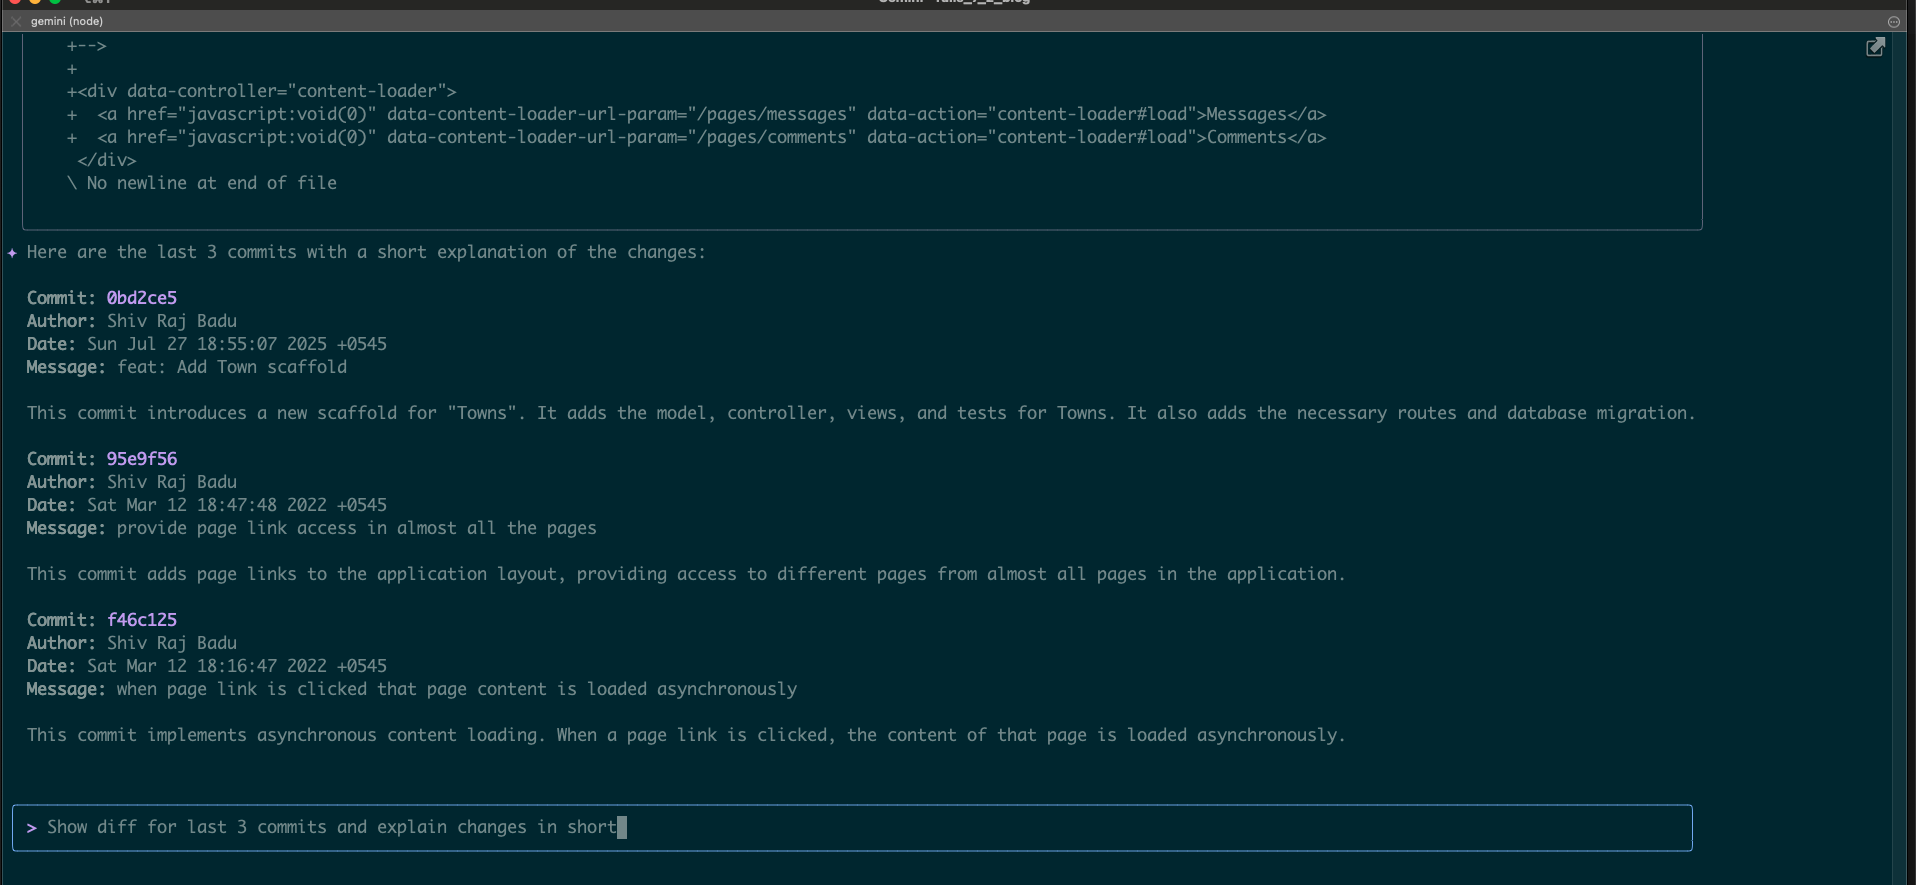 gemini (node)
+-->
+
+<div data-controller="content-loader">
+  <a href="javascript:void(0)" data-content-loader-url-param="/pages/messages" data-action="content-loader#load">Messages</a>
+  <a href="javascript:void(0)" data-content-loader-url-param="/pages/comments" data-action="content-loader#load">Comments</a>
 </div>
\ No newline at end of file
✦ Here are the last 3 commits with a short explanation of the changes:
Commit: 0bd2ce5
Author: Shiv Raj Badu
Date: Sun Jul 27 18:55:07 2025 +0545
Message: feat: Add Town scaffold
This commit introduces a new scaffold for "Towns". It adds the model, controller, views, and tests for Towns. It also adds the necessary routes and database migration.
Commit: 95e9f56
Author: Shiv Raj Badu
Date: Sat Mar 12 18:47:48 2022 +0545
Message: provide page link access in almost all the pages
This commit adds page links to the application layout, providing access to different pages from almost all pages in the application.
Commit: f46c125
Author: Shiv Raj Badu
Date: Sat Mar 12 18:16:47 2022 +0545
Message: when page link is clicked that page content is loaded asynchronously
This commit implements asynchronous content loading. When a page link is clicked, the content of that page is loaded asynchronously.
> Show diff for last 3 commits and explain changes in short